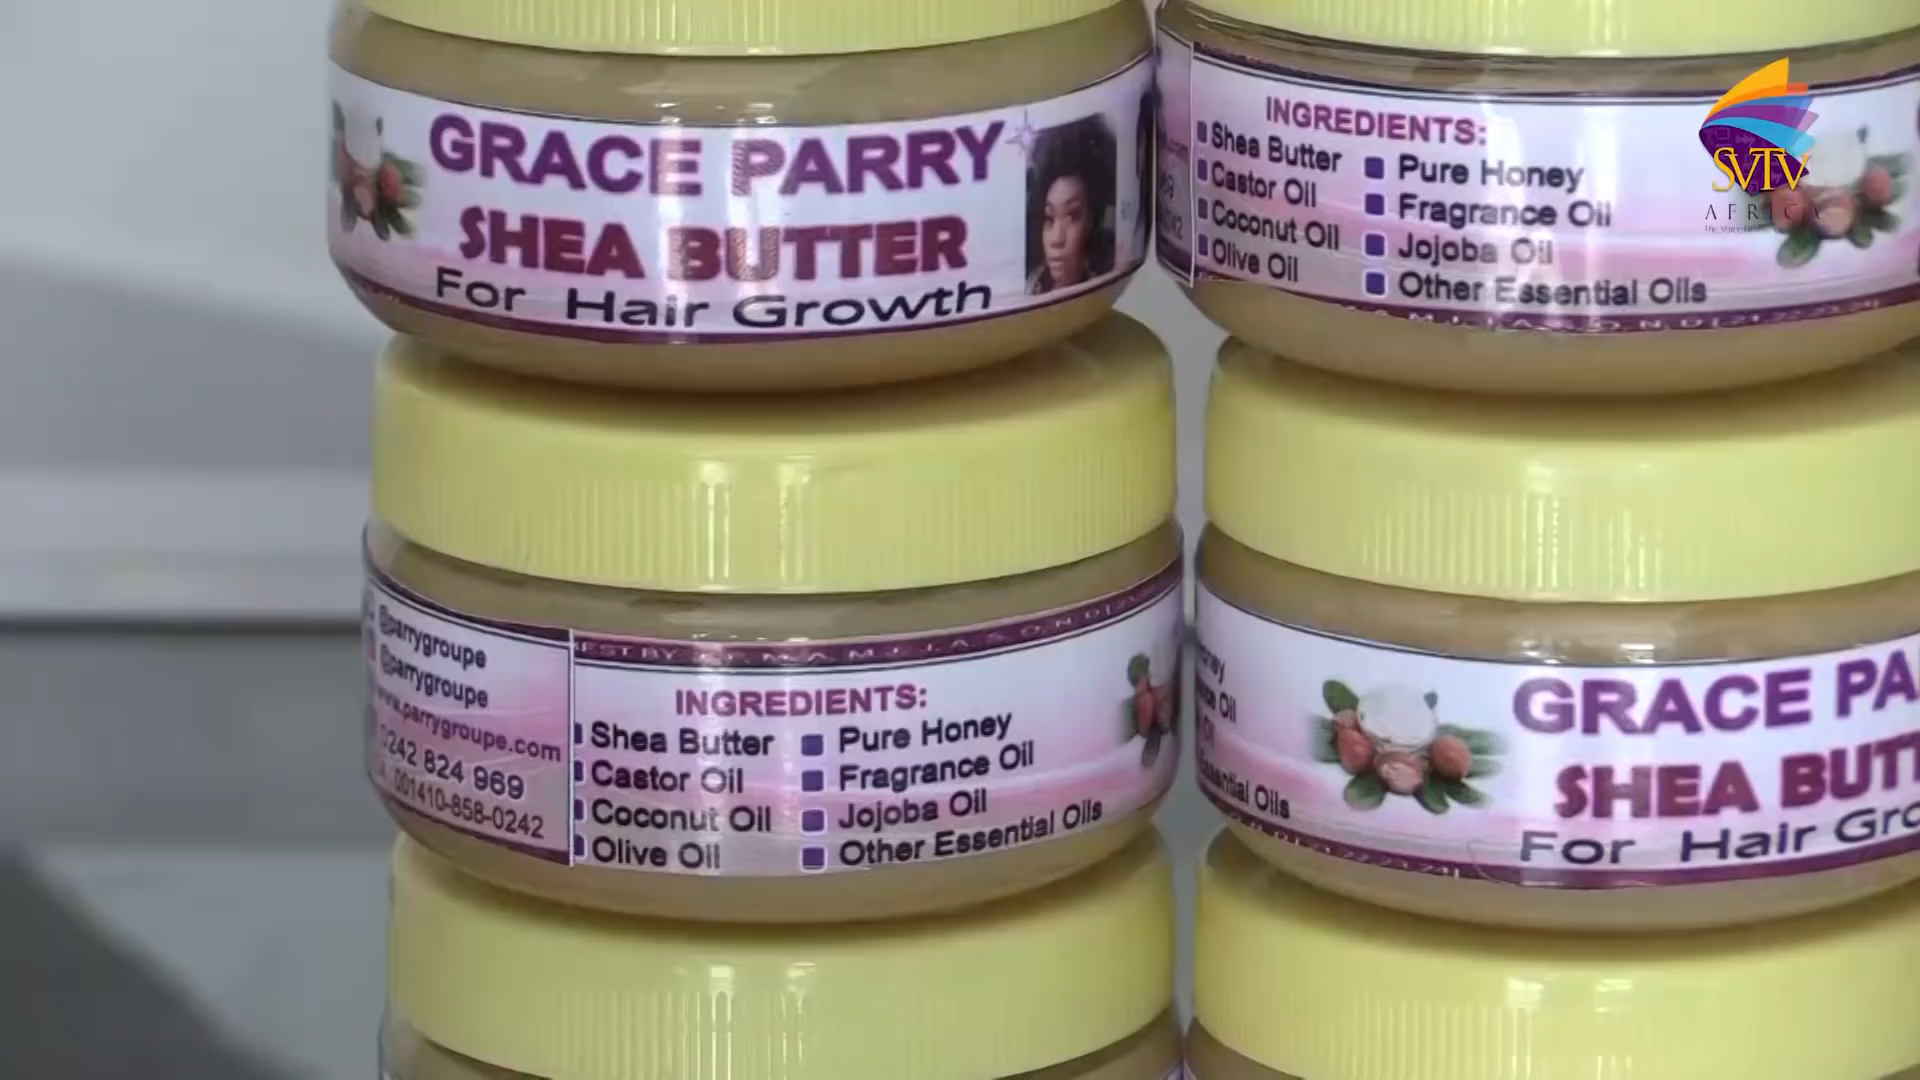 GRACE PARRY
SHEA BUTTER
For Hair Growth
INGREDIENTS:
Shea Butter
Castor Oil
Coconut Oil
Olive Oil
Pure Honey
Fragrance Oil
Jojoba Oil
Other Essential Oils
SVTV
AFRICA
@parrygroupe
@parrygroupe
www.parrygroupe.com
0242 824 969
001410-858-0242
INGREDIENTS:
Shea Butter
Castor Oil
Coconut Oil
Olive Oil
Pure Honey
Fragrance Oil
Jojoba Oil
Other Essential Oils
Oil
Oils
GRACE PA
SHEA BUTT
For Hair Gro